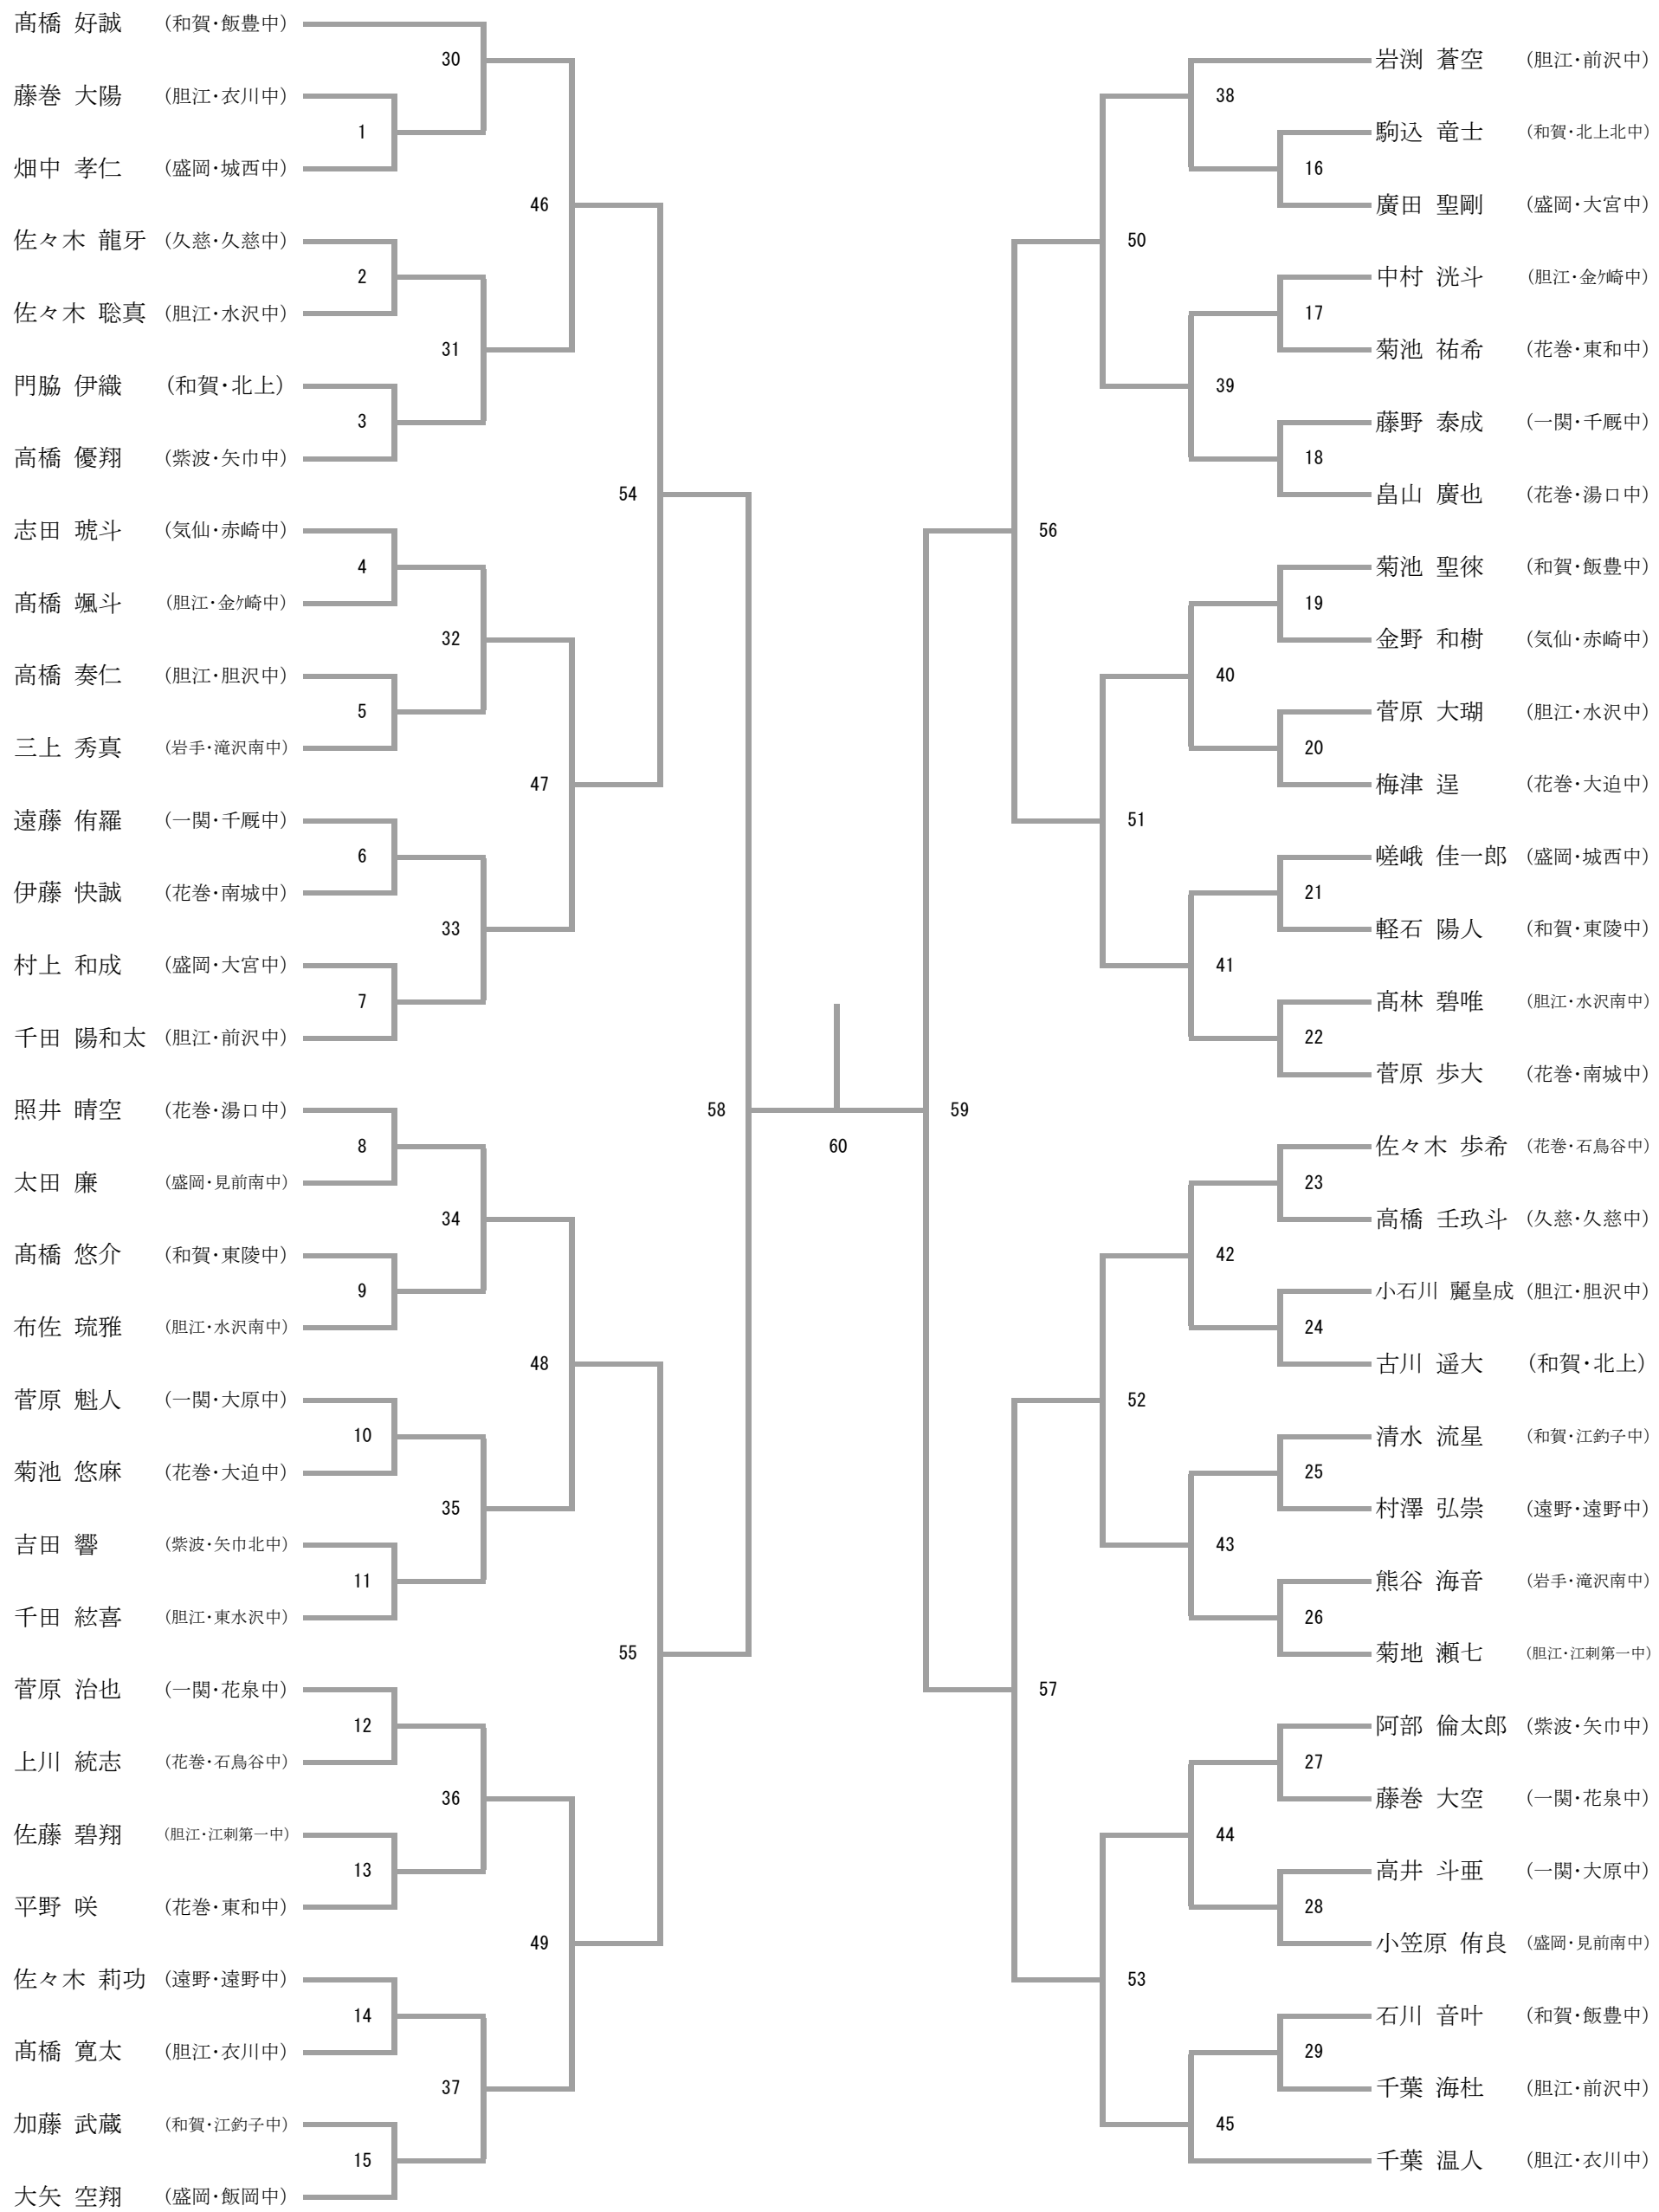 髙橋 好誠 (和賀・飯豊中)
30
藤巻 大陽 (胆江・衣川中)
1
畑中 孝仁 (盛岡・城西中)
46
佐々木 龍牙 (久慈・久慈中)
2
佐々木 聡真 (胆江・水沢中)
31
門脇 伊織 (和賀・北上)
3
高橋 優翔 (紫波・矢巾中)
54
志田 琥斗 (気仙・赤崎中)
4
髙橋 颯斗 (胆江・金ケ崎中)
32
高橋 奏仁 (胆江・胆沢中)
5
三上 秀真 (岩手・滝沢南中)
47
遠藤 侑羅 (一関・千厩中)
6
伊藤 快誠 (花巻・南城中)
33
村上 和成 (盛岡・大宮中)
7
千田 陽和太 (胆江・前沢中)
照井 晴空 (花巻・湯口中)
58
8
太田 廉 (盛岡・見前南中)
34
髙橋 悠介 (和賀・東陵中)
9
布佐 琉雅 (胆江・水沢南中)
48
菅原 魁人 (一関・大原中)
10
菊池 悠麻 (花巻・大迫中)
35
吉田 響 (紫波・矢巾北中)
11
千田 絃喜 (胆江・東水沢中)
55
菅原 治也 (一関・花泉中)
12
上川 統志 (花巻・石鳥谷中)
36
佐藤 碧翔 (胆江・江刺第一中)
13
平野 咲 (花巻・東和中)
49
佐々木 莉功 (遠野・遠野中)
14
髙橋 寛太 (胆江・衣川中)
37
加藤 武蔵 (和賀・江釣子中)
15
大矢 空翔 (盛岡・飯岡中)
60
岩渕 蒼空 (胆江・前沢中)
38
駒込 竜士 (和賀・北上北中)
16
廣田 聖剛 (盛岡・大宮中)
50
中村 洸斗 (胆江・金ケ崎中)
17
菊池 祐希 (花巻・東和中)
39
藤野 泰成 (一関・千厩中)
18
畠山 廣也 (花巻・湯口中)
56
菊池 聖徠 (和賀・飯豊中)
19
金野 和樹 (気仙・赤崎中)
40
菅原 大瑚 (胆江・水沢中)
20
梅津 逞 (花巻・大迫中)
51
嵯峨 佳一郎 (盛岡・城西中)
21
軽石 陽人 (和賀・東陵中)
41
髙林 碧唯 (胆江・水沢南中)
22
菅原 歩大 (花巻・南城中)
59
佐々木 歩希 (花巻・石鳥谷中)
23
高橋 壬玖斗 (久慈・久慈中)
42
小石川 麗皇成 (胆江・胆沢中)
24
古川 遥大 (和賀・北上)
52
清水 流星 (和賀・江釣子中)
25
村澤 弘崇 (遠野・遠野中)
43
熊谷 海音 (岩手・滝沢南中)
26
菊地 瀬七 (胆江・江刺第一中)
57
阿部 倫太郎 (紫波・矢巾中)
27
藤巻 大空 (一関・花泉中)
44
高井 斗亜 (一関・大原中)
28
小笠原 侑良 (盛岡・見前南中)
53
石川 音叶 (和賀・飯豊中)
29
千葉 海杜 (胆江・前沢中)
45
千葉 温人 (胆江・衣川中)